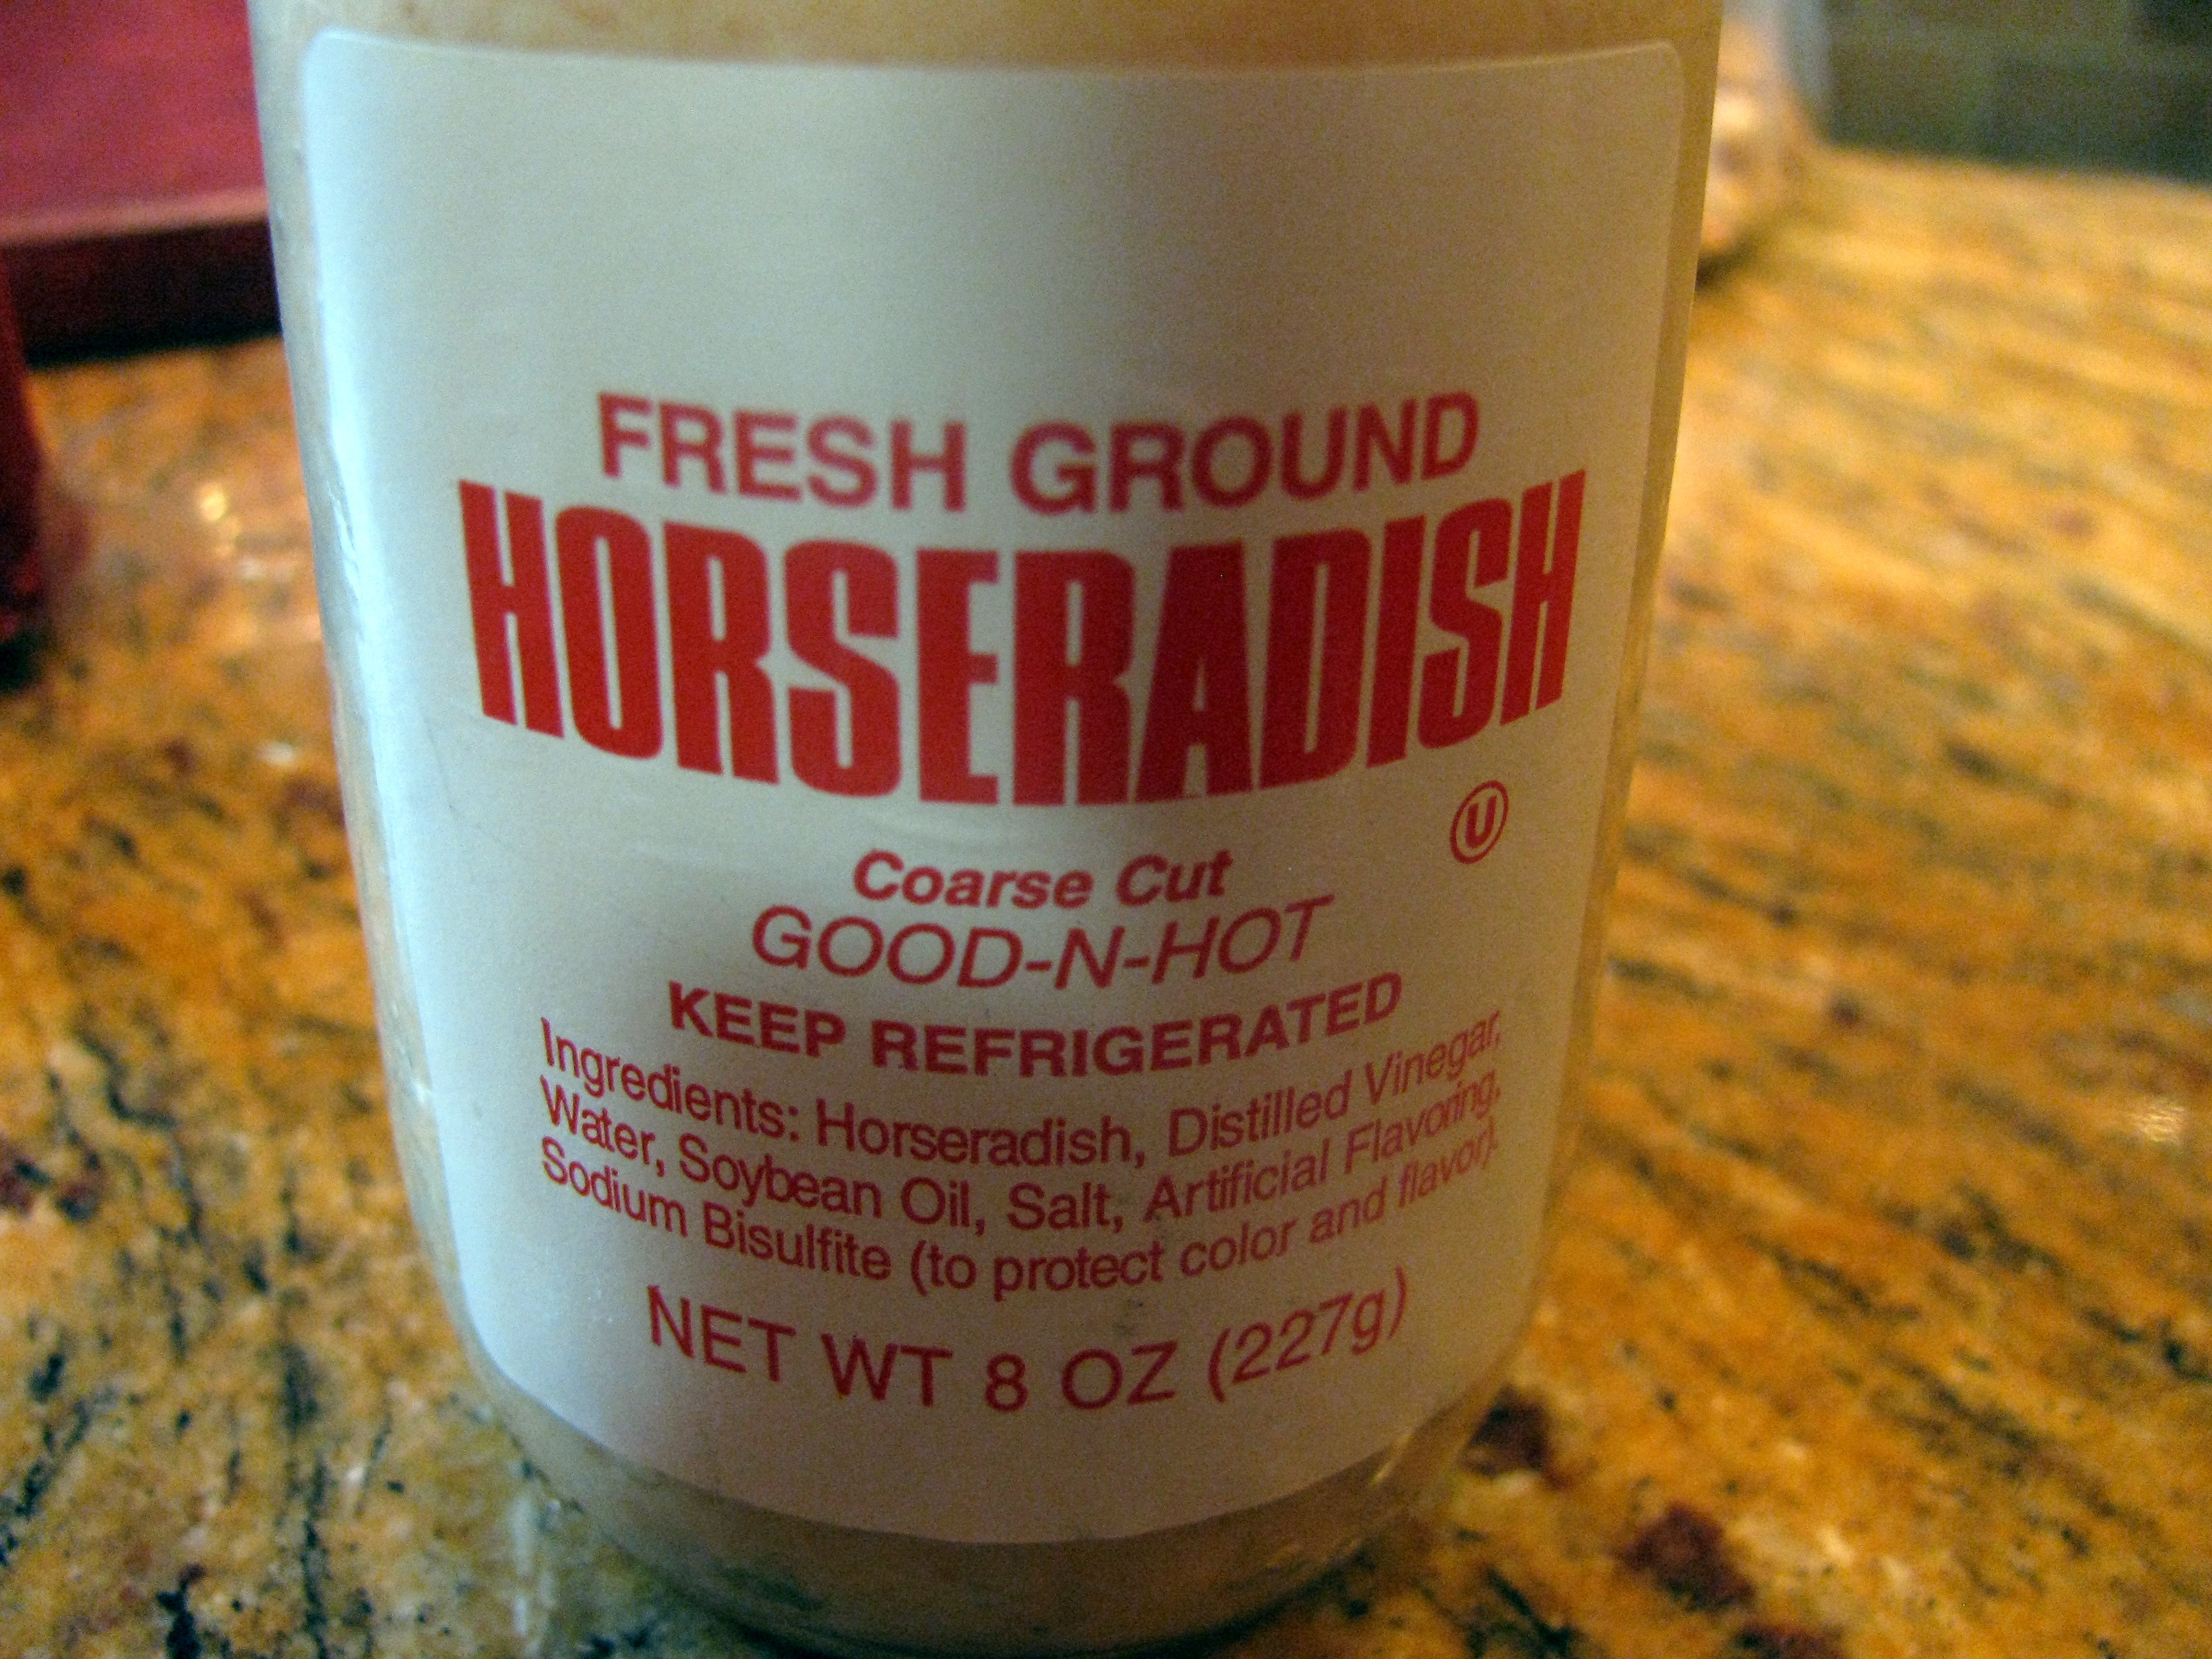 FRESH GROUND
HORSERADISH
U
Coarse Cut
GOOD-N-HOT
KEEP REFRIGERATED
Ingredients: Horseradish, Distilled Vinegar,
Water, Soybean Oil, Salt, Artificial Flavoring,
Sodium Bisulfite (to protect color and flavor).
NET WT 8 OZ (227g)